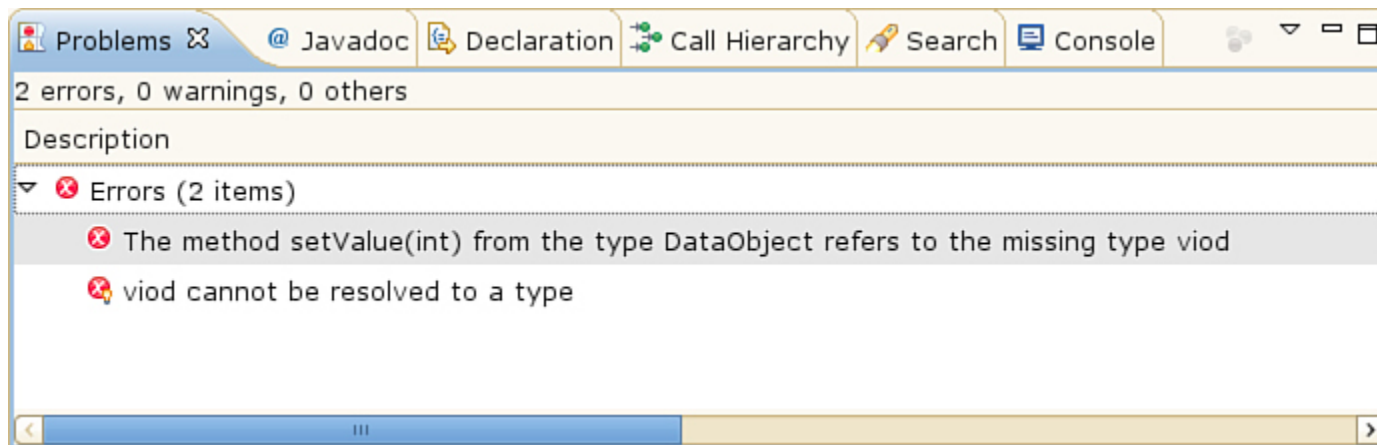 Problems @ Javadoc Declaration Call Hierarchy Search Console
2 errors, 0 warnings, 0 others
Description
Errors (2 items)
The method setValue(int) from the type DataObject refers to the missing type viod
viod cannot be resolved to a type